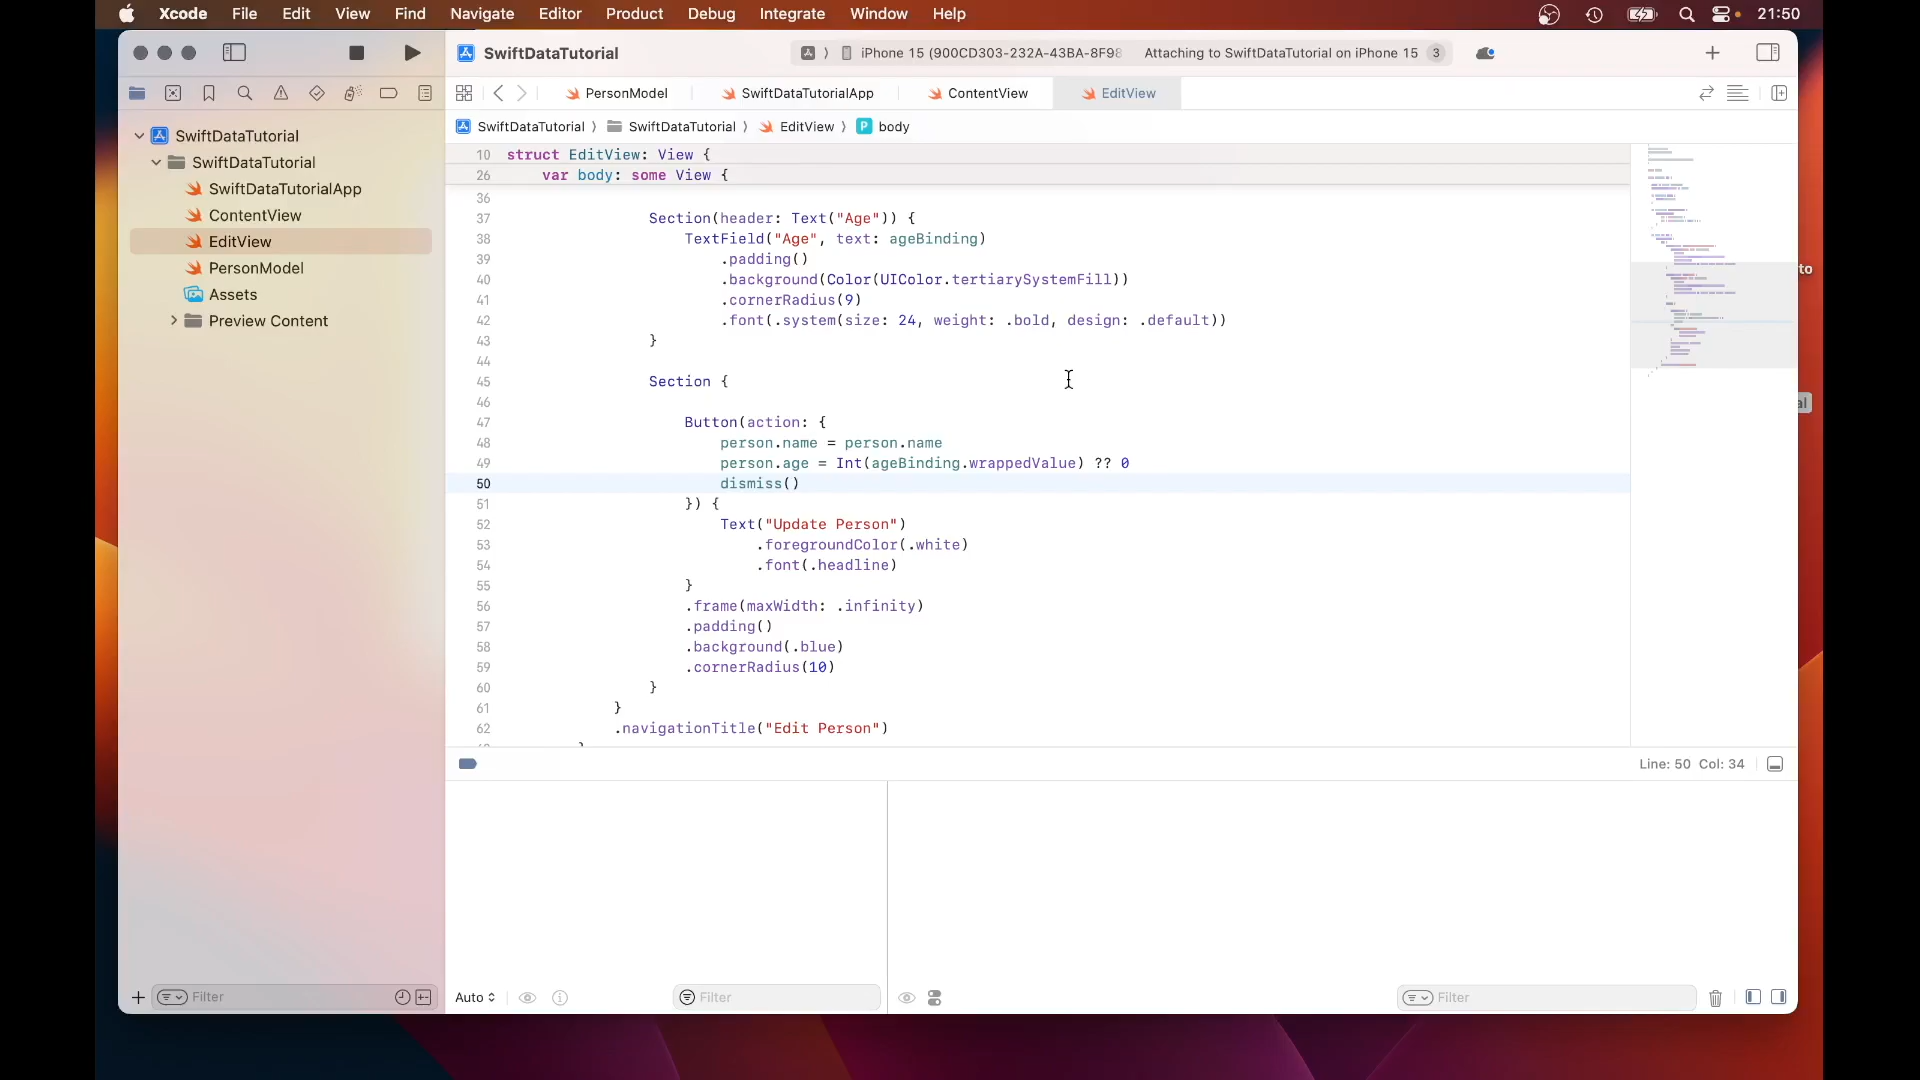 Xcode File Edit View Find Navigate Editor Product Debug Integrate Window Help 21:50
SwiftDataTutorial iPhone 15 (900CD303-232A-43BA-8F98 Attaching to SwiftDataTutorial on iPhone 15 3
PersonModel SwiftDataTutorialApp ContentView EditView
SwiftDataTutorial SwiftDataTutorial EditView P body
SwiftDataTutorial
SwiftDataTutorial
SwiftDataTutorialApp
ContentView
EditView
PersonModel
Assets
Preview Content
10 struct EditView: View {
26 var body: some View {
36
37 Section(header: Text("Age")) {
38 TextField("Age", text: ageBinding)
39 .padding()
40 .background(Color(UIColor.tertiarySystemFill))
41 .cornerRadius(9)
42 .font(.system(size: 24, weight: .bold, design: .default))
43 }
44
45 Section {
46
47 Button(action: {
48 person.name = person.name
49 person.age = Int(ageBinding.wrappedValue) ?? 0
50 dismiss()
51 }) {
52 Text("Update Person")
53 .foregroundColor(.white)
54 .font(.headline)
55 }
56 .frame(maxWidth: .infinity)
57 .padding()
58 .background(.blue)
59 .cornerRadius(10)
60 }
61 }
62 .navigationTitle("Edit Person")
to
al
Line: 50 Col: 34
Filter
Auto
Filter
Filter